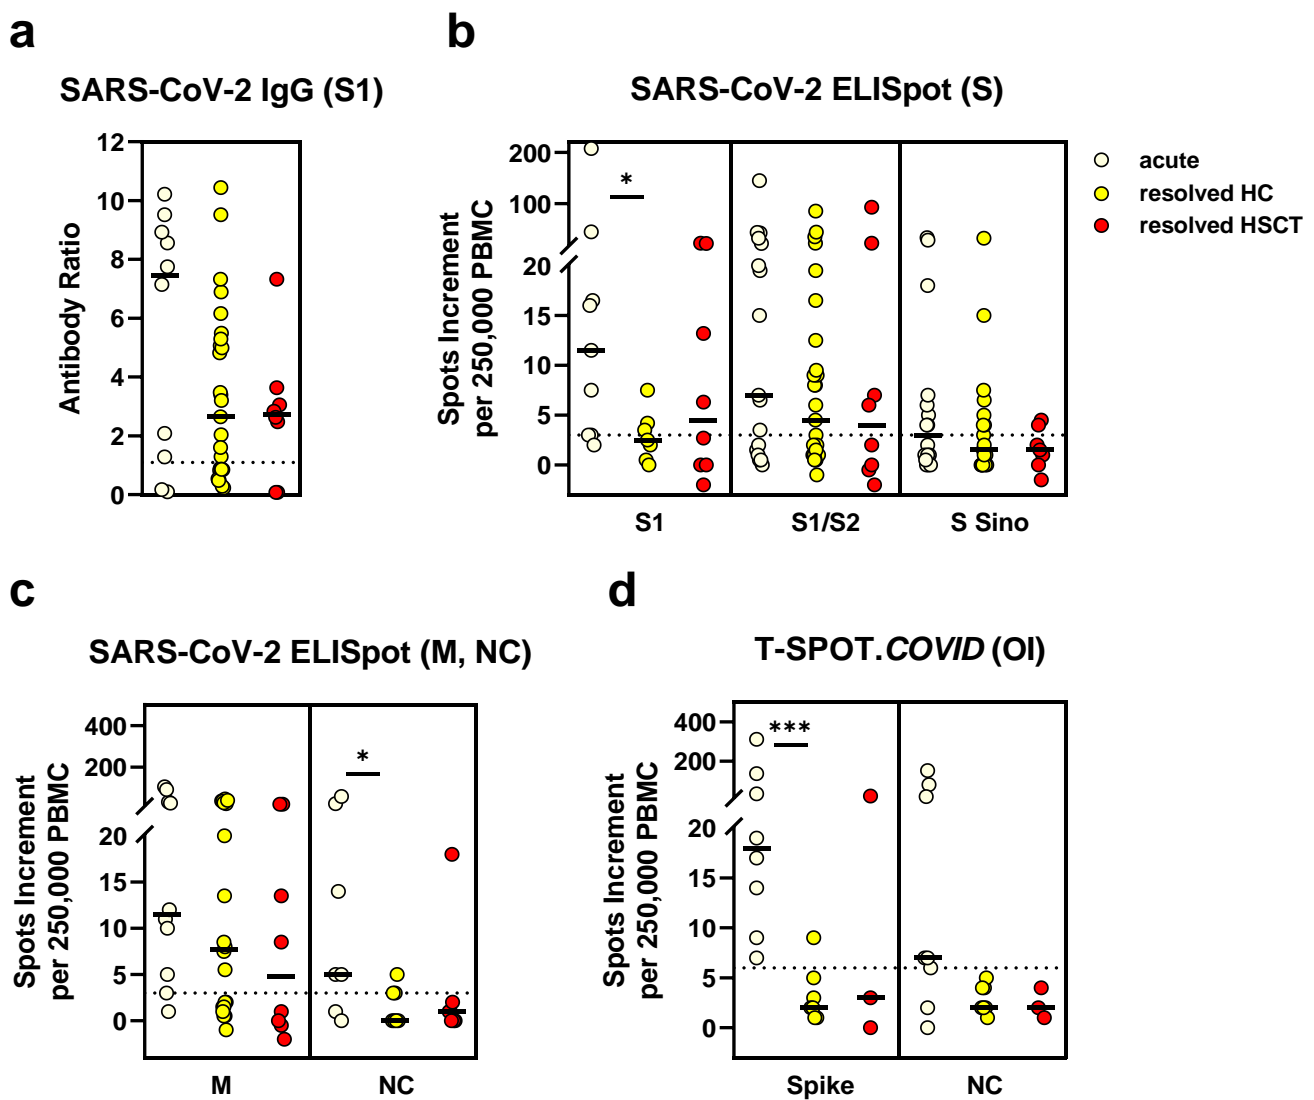 a
SARS-CoV-2 IgG (S1)
Antibody Ratio
12
10
8
6
4
2
0
b
SARS-CoV-2 ELISpot (S)
Spots Increment
per 250,000 PBMC
200
100
20
15
10
5
0
*
S1
S1/S2
S Sino
acute
resolved HC
resolved HSCT
c
SARS-CoV-2 ELISpot (M, NC)
Spots Increment
per 250,000 PBMC
400
200
20
15
10
5
0
*
M
NC
d
T-SPOT.COVID (OI)
Spots Increment
per 250,000 PBMC
400
200
20
15
10
5
0
***
Spike
NC